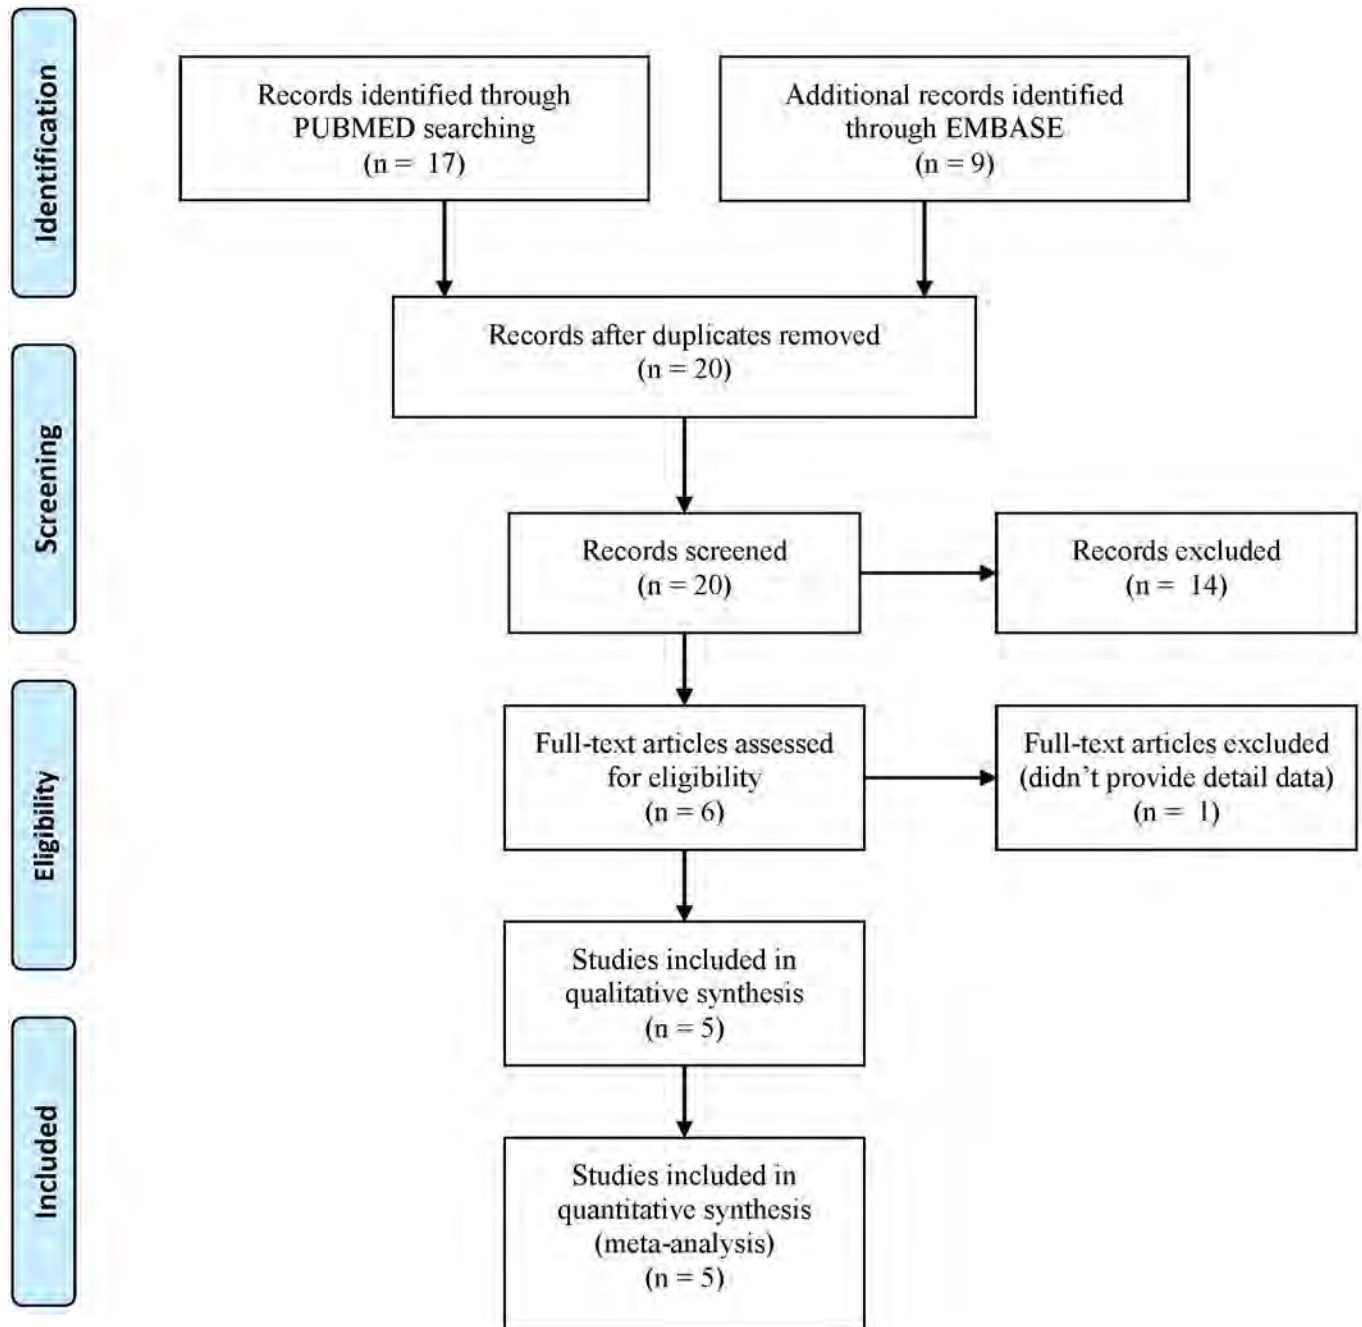 Identification
Records identified through
PUBMED searching
(n = 17)
Additional records identified
through EMBASE
(n = 9)
Records after duplicates removed
(n = 20)
Screening
Records screened
(n = 20)
Records excluded
(n = 14)
Eligibility
Full-text articles assessed
for eligibility
(n = 6)
Full-text articles excluded
(didn't provide detail data)
(n = 1)
Studies included in
qualitative synthesis
(n = 5)
Included
Studies included in
quantitative synthesis
(meta-analysis)
(n = 5)